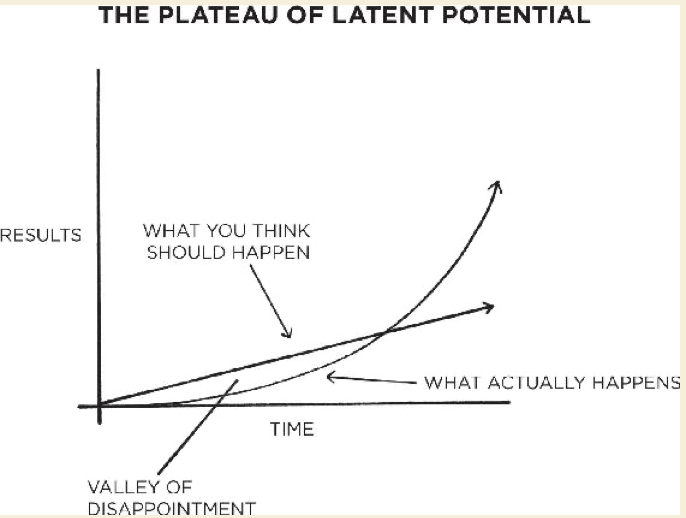 THE PLATEAU OF LATENT POTENTIAL
RESULTS
WHAT YOU THINK
SHOULD HAPPEN
WHAT ACTUALLY HAPPENS
TIME
VALLEY OF
DISAPPOINTMENT